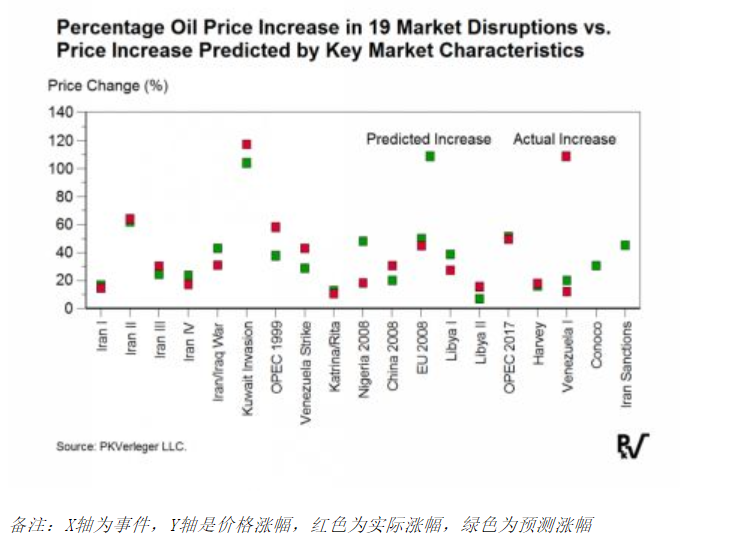 Percentage Oil Price Increase in 19 Market Disruptions vs.
Price Increase Predicted by Key Market Characteristics
Price Change (%)
140
120
100
80
60
40
20
0
Predicted Increase
Actual Increase
Iran I
Iran II
Iran III
Iran IV
Iran/Iraq War
Kuwait Invasion
OPEC 1999
Venezuela Strike
Katrina/Rita
Nigeria 2008
China 2008
EU 2008
Libya I
Libya II
OPEC 2017
Harvey
Venezuela I
Conoco
Iran Sanctions
Source: PKVerleger LLC.
备注：X轴为事件，Y轴是价格涨幅，红色为实际涨幅，绿色为预测涨幅